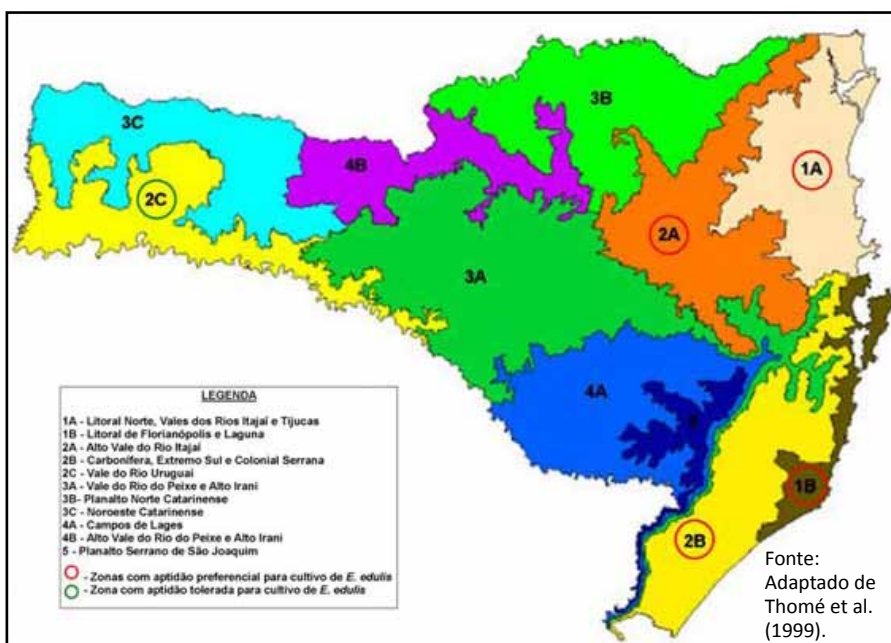 3C
3B
4B
1A
2C
2A
3A
4A
5
1B
2B
LEGENDA
1A - Litoral Norte, Vales dos Rios Itajaí e Tijucas
1B - Litoral de Florianópolis e Laguna
2A - Alto Vale do Rio Itajaí
2B - Carbonífera, Extremo Sul e Colonial Serrana
2C - Vale do Rio Uruguai
3A - Vale do Rio do Peixe e Alto Irani
3B- Planalto Norte Catarinense
3C - Noroeste Catarinense
4A - Campos de Lages
4B - Alto Vale do Rio do Peixe e Alto Irani
5 - Planalto Serrano de São Joaquim
- Zonas com aptidão preferencial para cultivo de E. edulis
- Zona com aptidão tolerada para cultivo de E. edulis
Fonte:
Adaptado de
Thomé et al.
(1999).